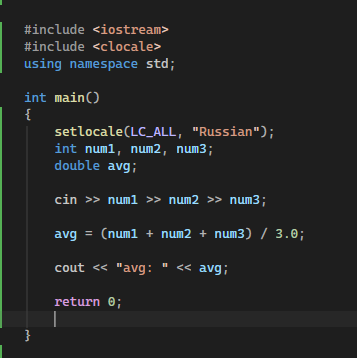 #include <iostream>
#include <clocale>
using namespace std;
int main()
{
setlocale(LC_ALL, "Russian");
int num1, num2, num3;
double avg;
cin >> num1 >> num2 >> num3;
avg = (num1 + num2 + num3) / 3.0;
cout << "avg: " << avg;
return 0;
}